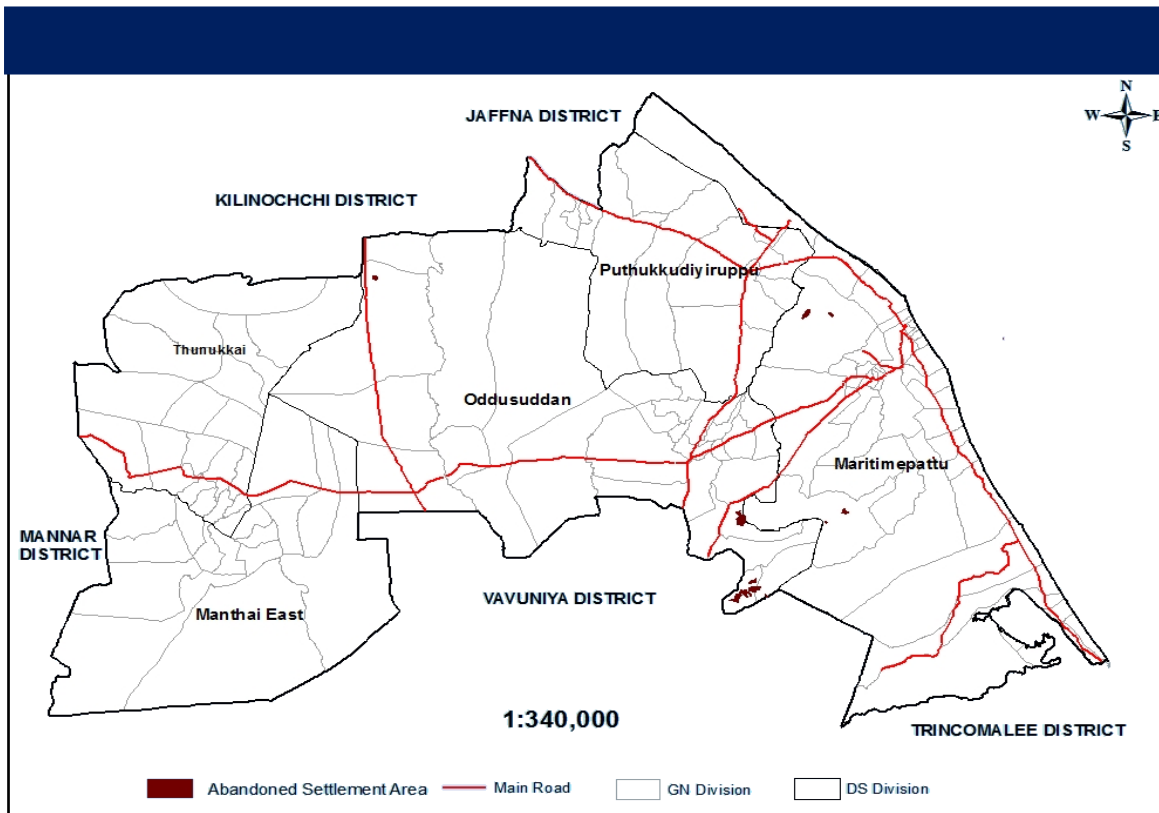 N
W E
S
JAFFNA DISTRICT
KILINOCHCHI DISTRICT
Puthukkudiyiruppu
Thunukkai
Oddusuddan
Maritimepattu
MANNAR
DISTRICT
VAVUNIYA DISTRICT
Manthai East
1:340,000
TRINCOMALEE DISTRICT
Abandoned Settlement Area
Main Road
GN Division
DS Division